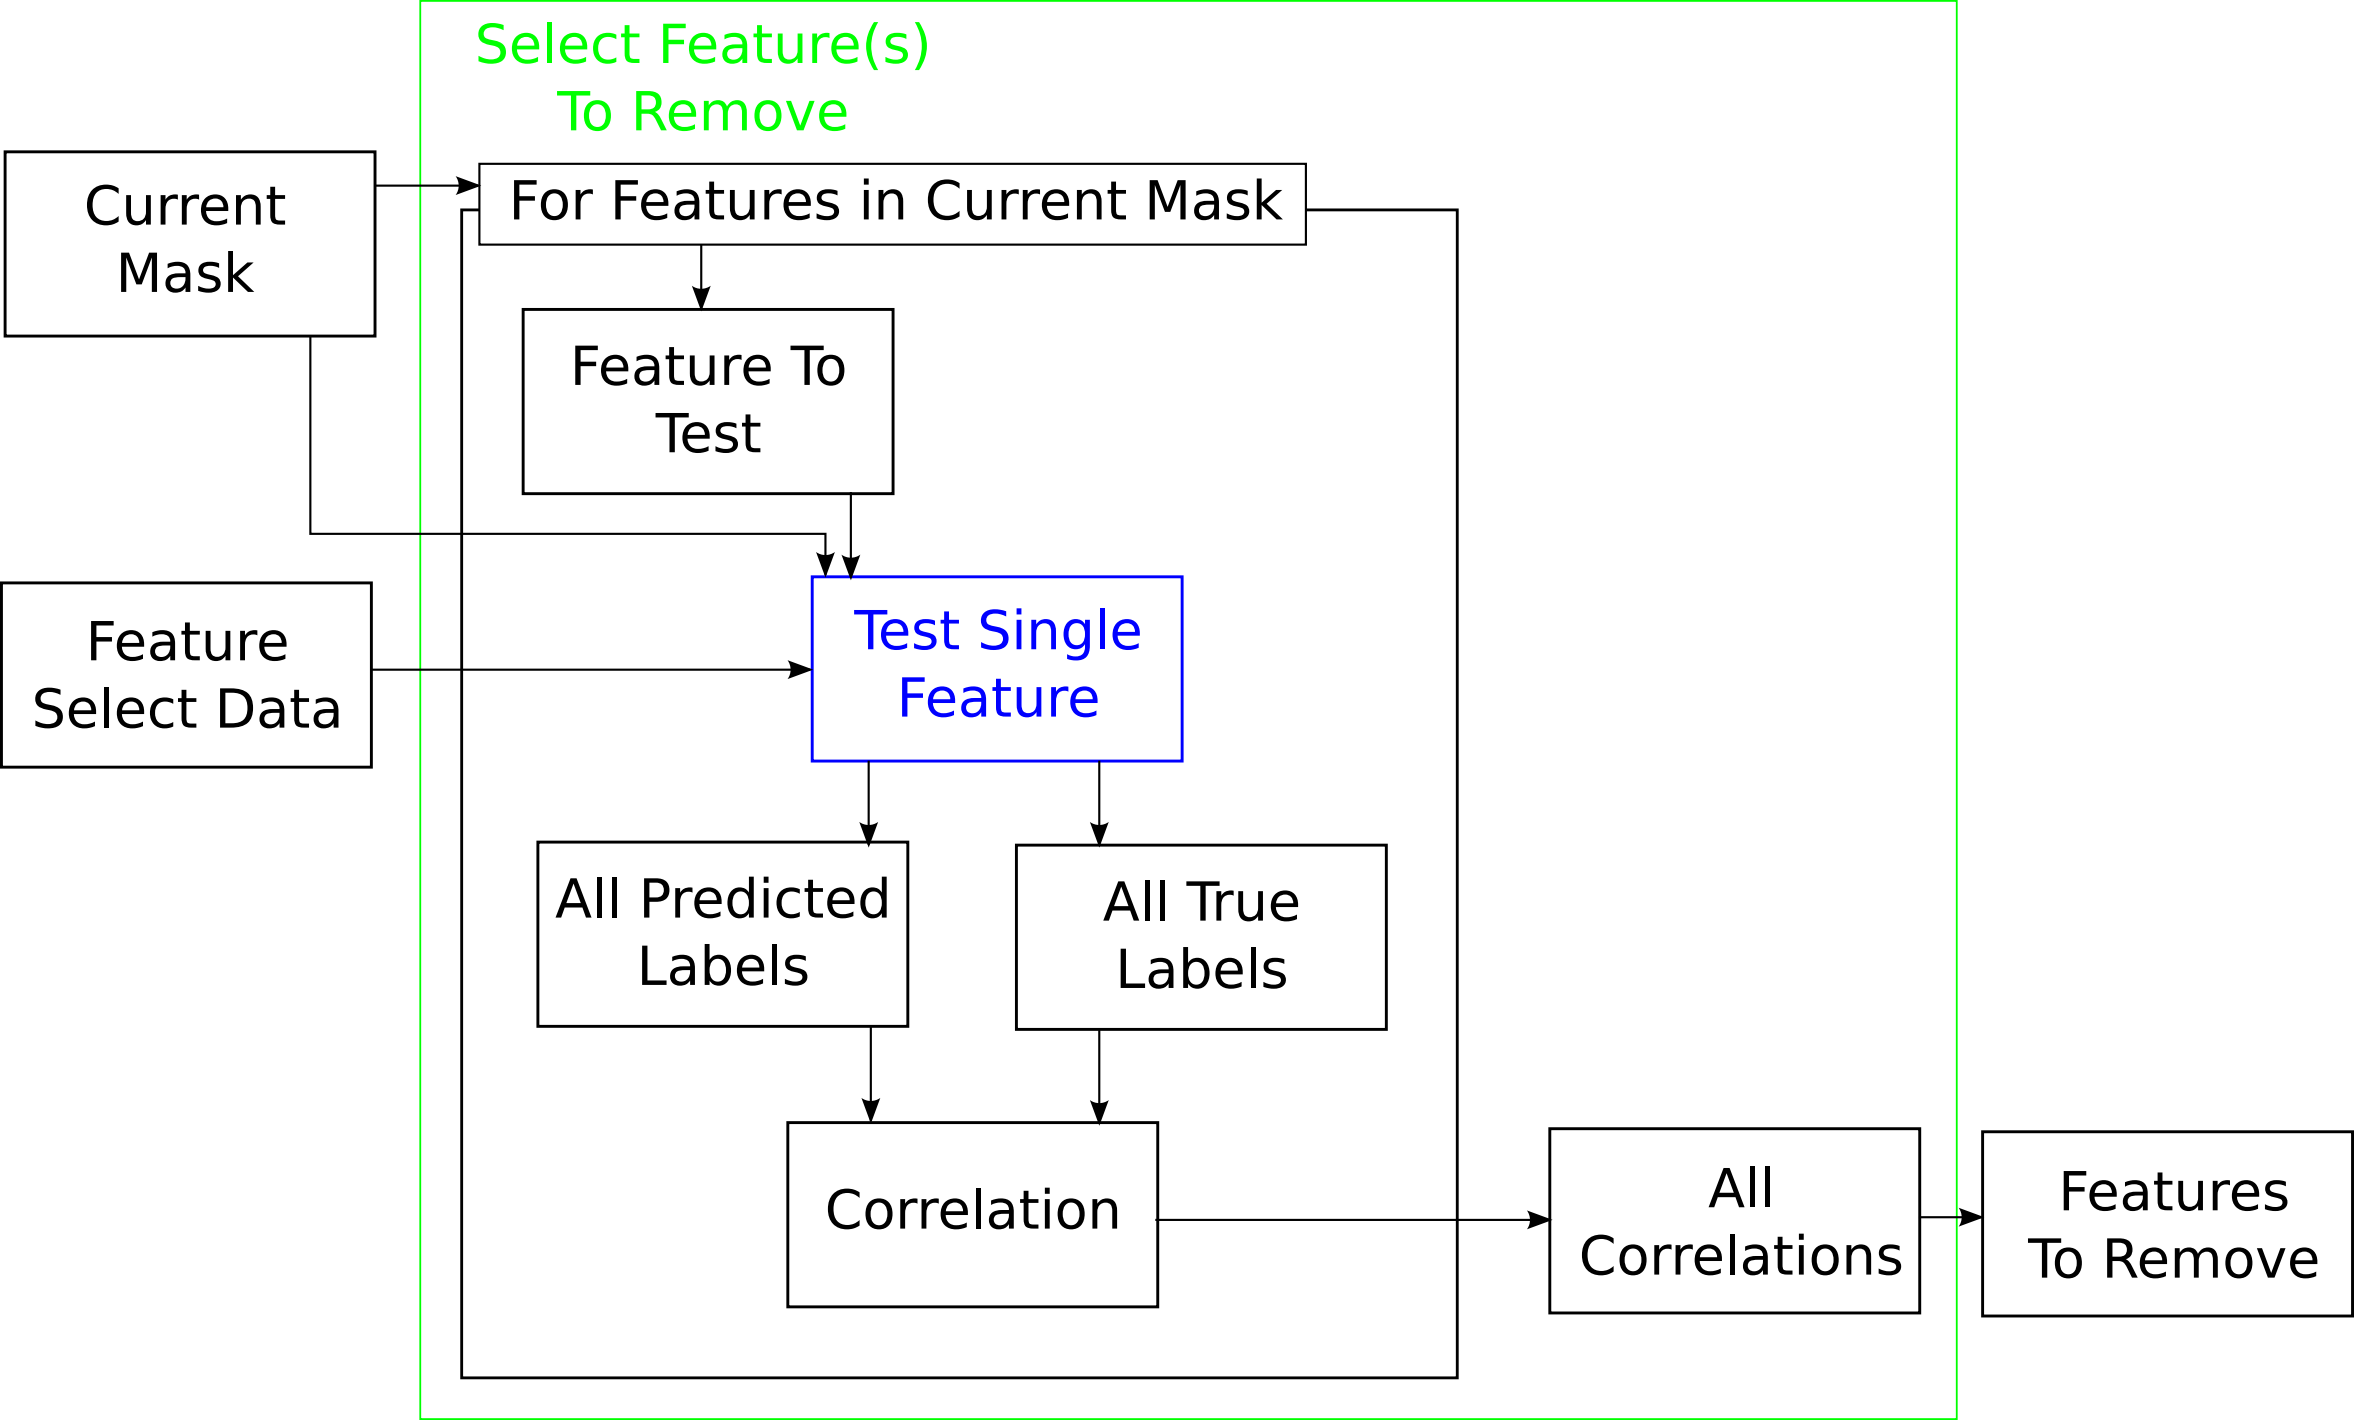 Select Feature(s)
To Remove
Current
Mask
For Features in Current Mask
Feature To
Test
Feature
Select Data
Test Single
Feature
All Predicted
Labels
All True
Labels
Correlation
All
Correlations
Features
To Remove